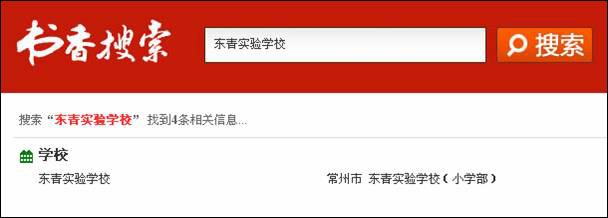 书香搜索
东青实验学校
搜索
搜索“东青实验学校” 找到4条相关信息...
学校
东青实验学校
常州市 东青实验学校(小学部)